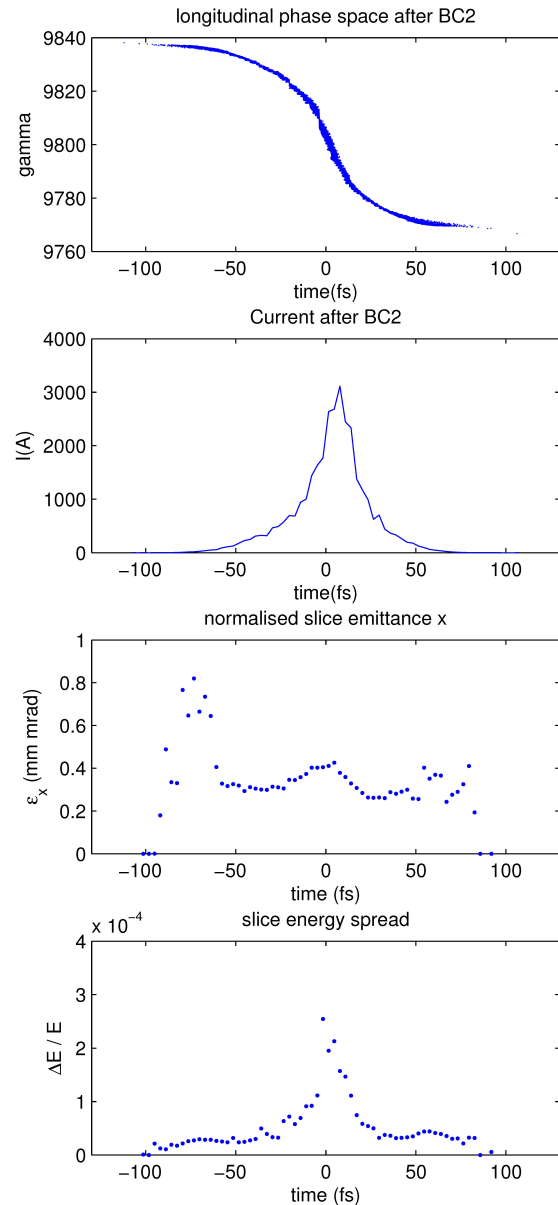 longitudinal phase space after BC2
9840
9820
9800
9780
9760
gamma
−100 −50 0 50 100
time(fs)
Current after BC2
4000
3000
2000
1000
0
I(A)
−100 −50 0 50 100
time(fs)
normalised slice emittance x
1
0.8
0.6
0.4
0.2
0
εx (mm mrad)
−100 −50 0 50 100
time (fs)
x 10−4 slice energy spread
4
3
2
1
0
ΔE / E
−100 −50 0 50 100
time (fs)